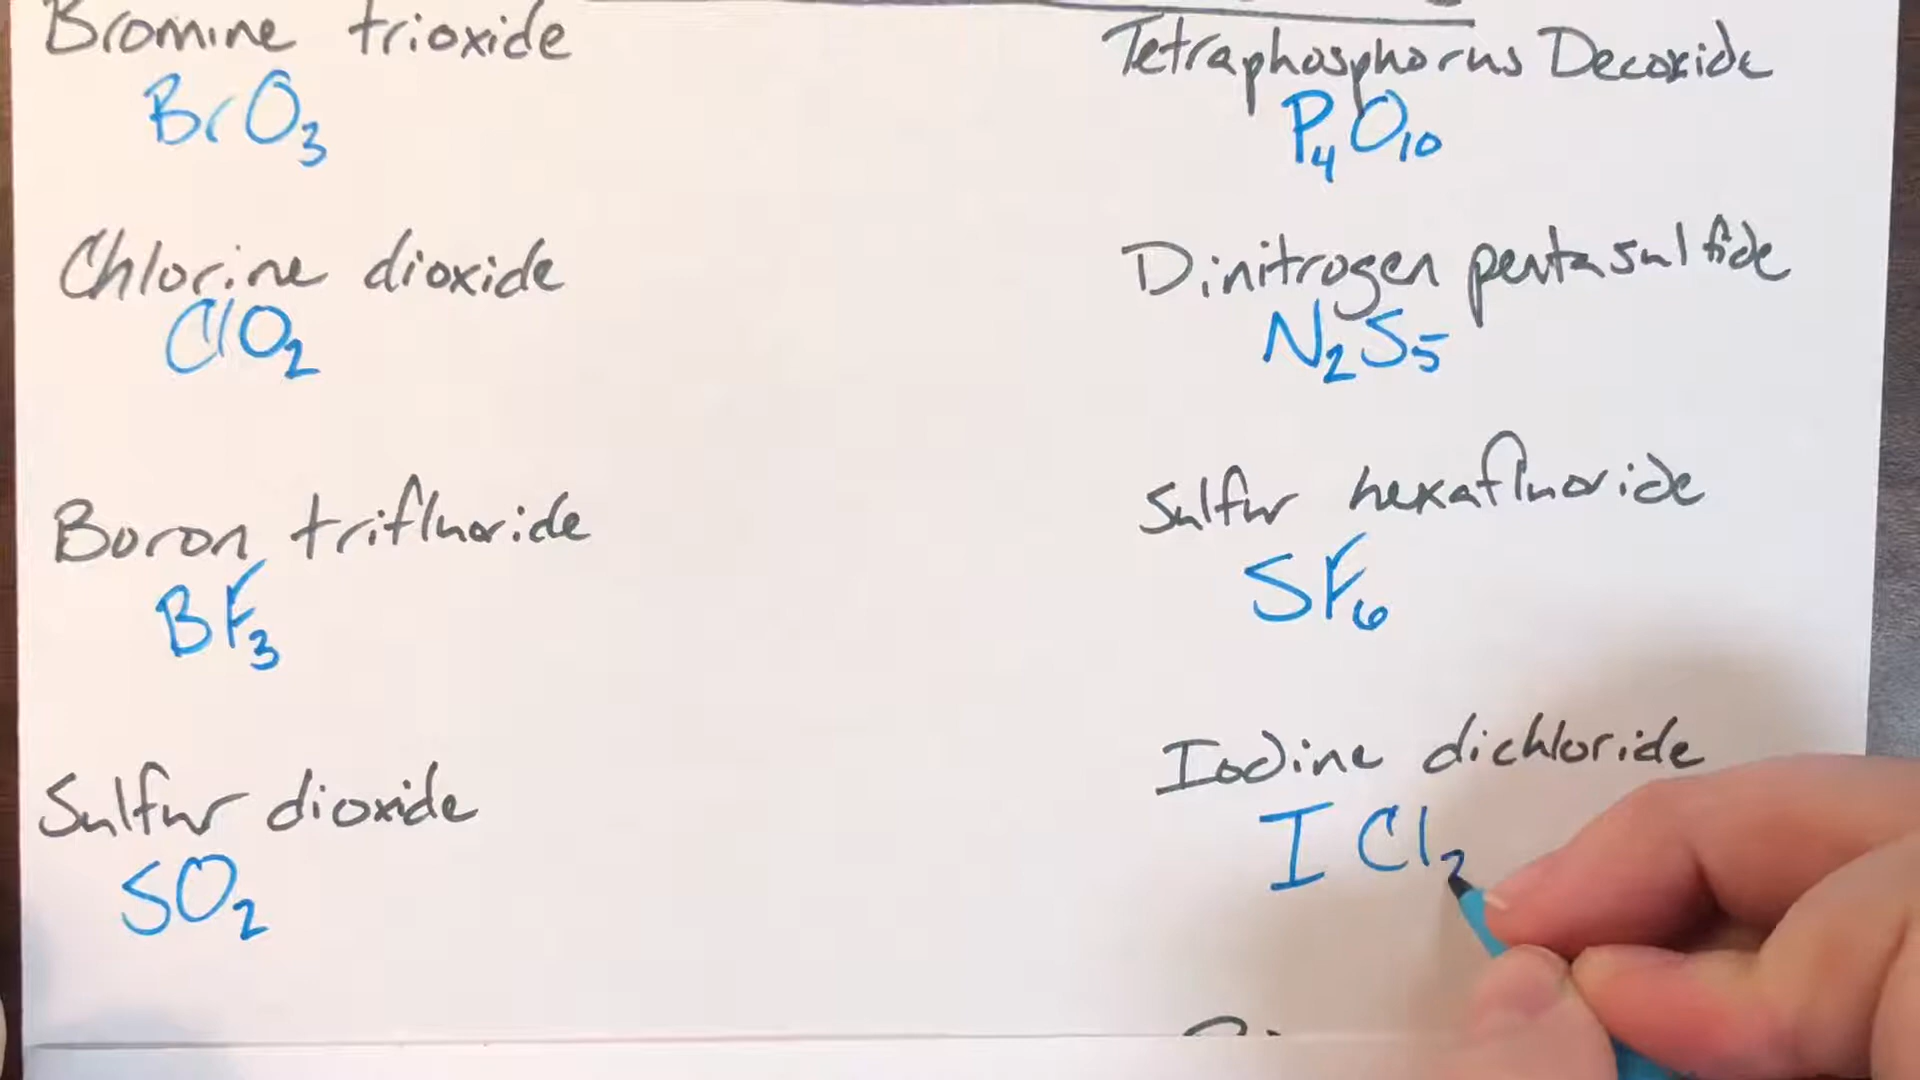 Bromine trioxide
BrO₃
Chlorine dioxide
ClO₂
Boron trifluoride
BF₃
Sulfur dioxide
SO₂
Tetraphosphorus Decoxide
P₄O₁₀
Dinitrogen pentasulfide
N₂S₅
Sulfur hexafluoride
SF₆
Iodine dichloride
ICl₂